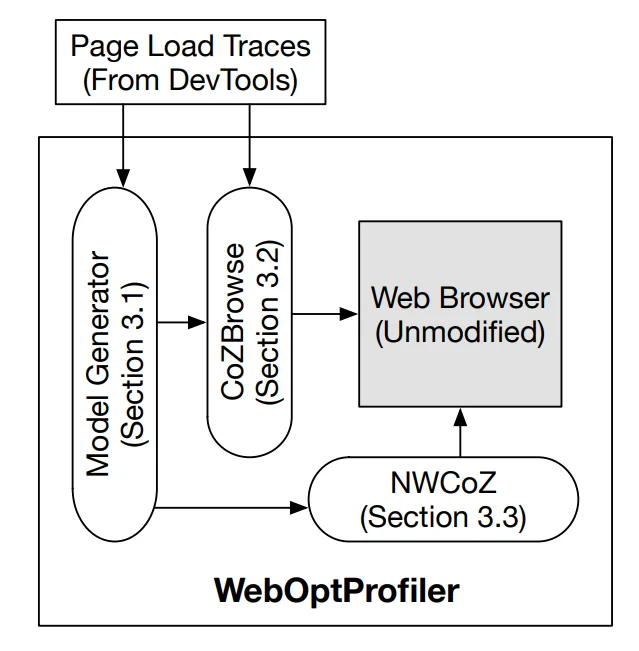 Page Load Traces
(From DevTools)
Model Generator
(Section 3.1)
CoZBrowse
(Section 3.2)
Web Browser
(Unmodified)
NWCoZ
(Section 3.3)
WebOptProfiler